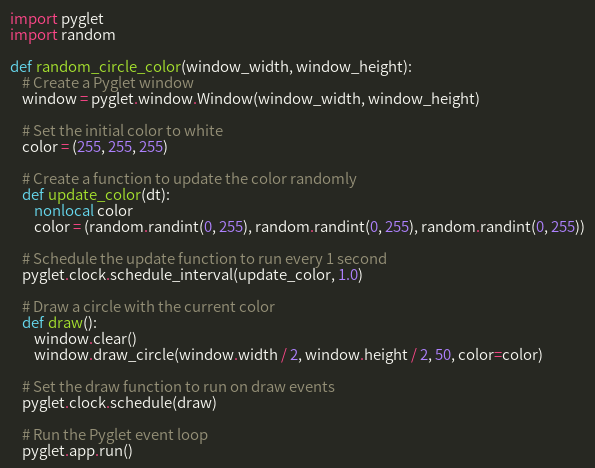 import pyglet
import random

def random_circle_color(window_width, window_height):
    # Create a Pyglet window
    window = pyglet.window.Window(window_width, window_height)

    # Set the initial color to white
    color = (255, 255, 255)

    # Create a function to update the color randomly
    def update_color(dt):
        nonlocal color
        color = (random.randint(0, 255), random.randint(0, 255), random.randint(0, 255))

    # Schedule the update function to run every 1 second
    pyglet.clock.schedule_interval(update_color, 1.0)

    # Draw a circle with the current color
    def draw():
        window.clear()
        window.draw_circle(window.width / 2, window.height / 2, 50, color=color)

    # Set the draw function to run on draw events
    pyglet.clock.schedule(draw)

    # Run the Pyglet event loop
    pyglet.app.run()